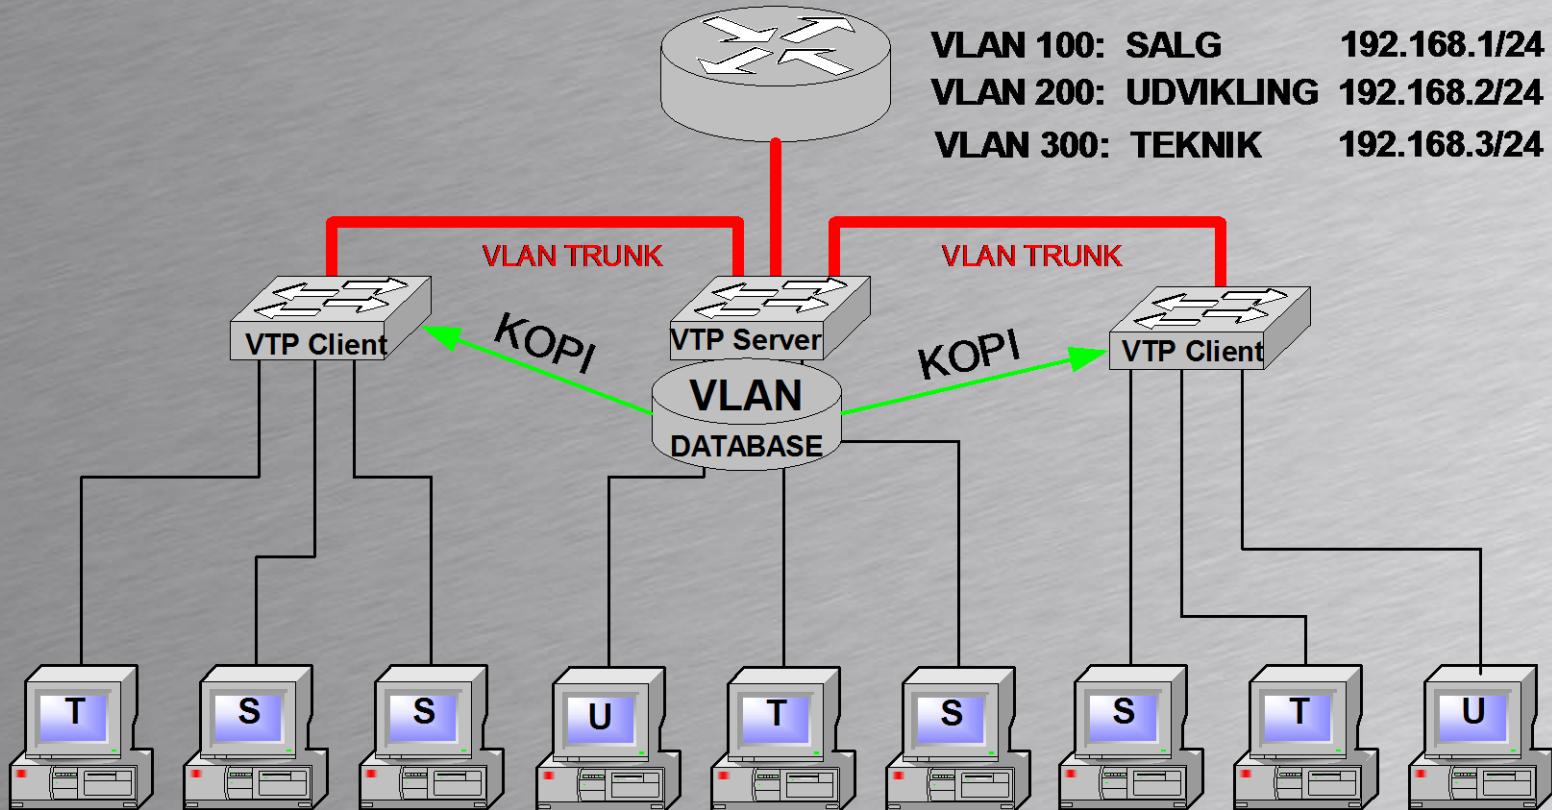 VLAN 100: SALG 192.168.1/24
VLAN 200: UDVIKLING 192.168.2/24
VLAN 300: TEKNIK 192.168.3/24
VLAN TRUNK
VLAN TRUNK
VTP Client
KOPI
VTP Server
KOPI
VTP Client
VLAN
DATABASE
T
S
S
U
T
S
S
T
U